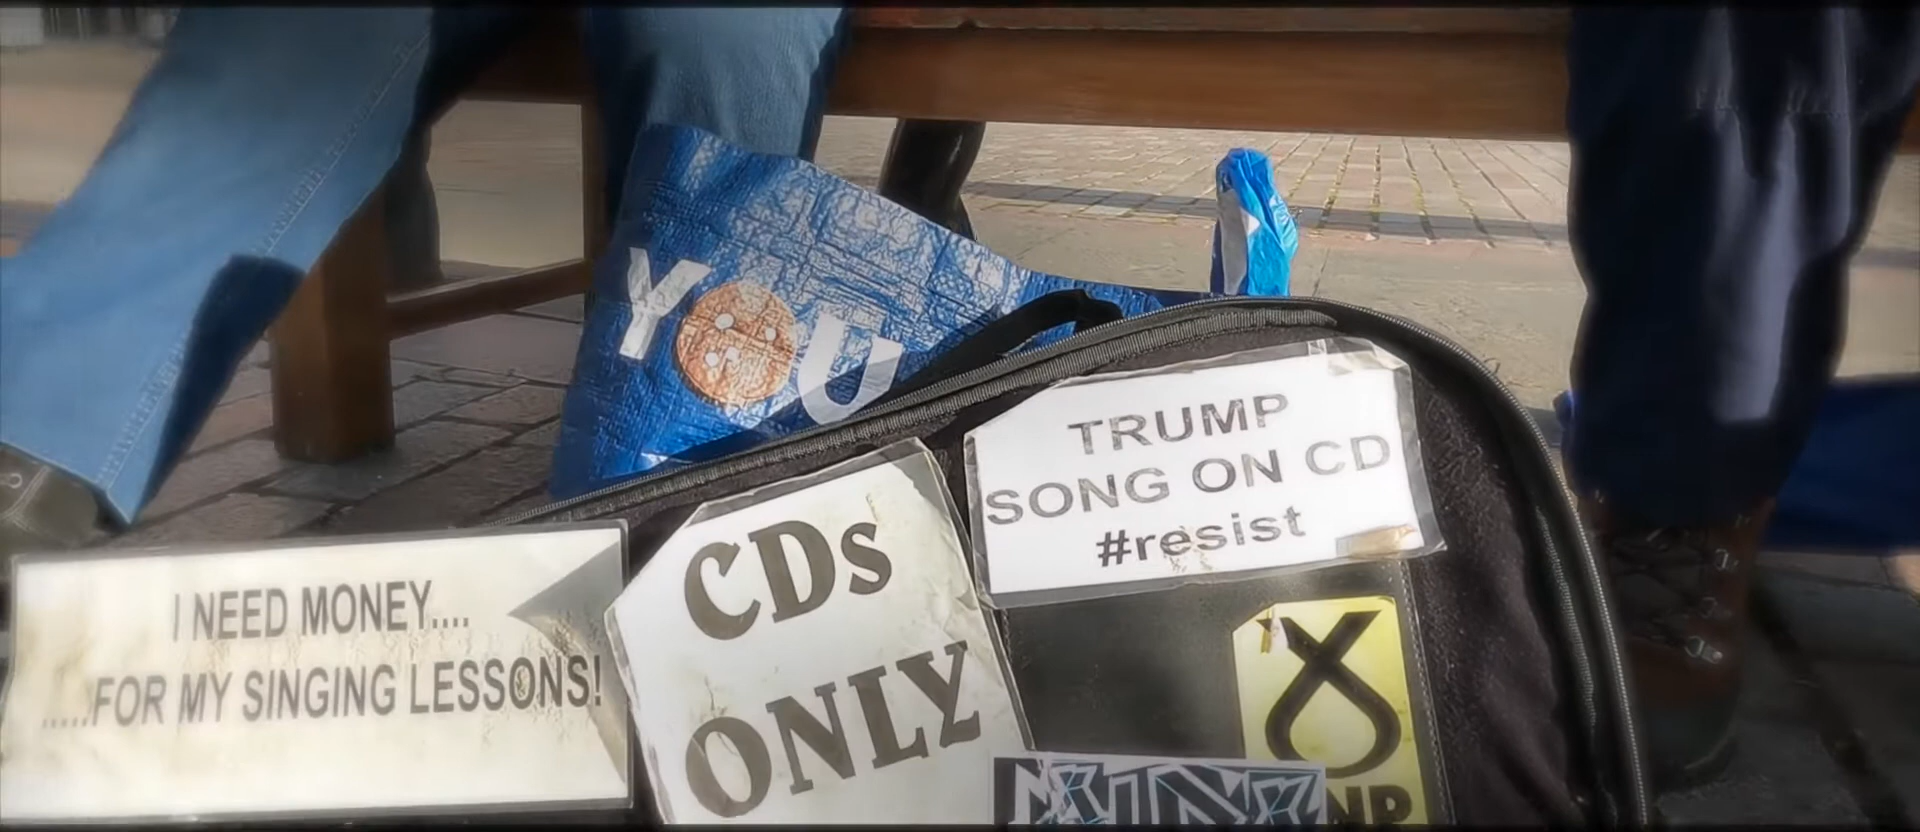 YOU
TRUMP
SONG ON CD
#resist
CDs
ONLY
I NEED MONEY....
.....FOR MY SINGING LESSONS!
NP